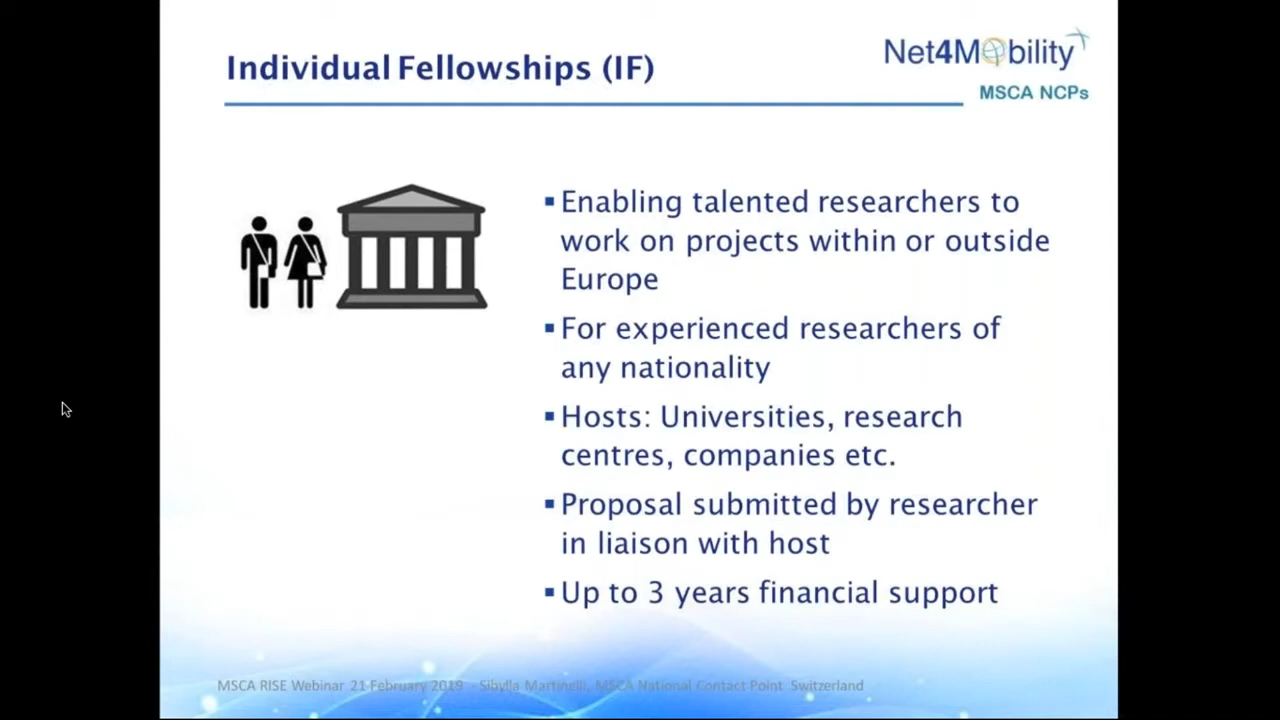 Individual Fellowships (IF)
Net4Mobility
MSCA NCPs
▪Enabling talented researchers to
work on projects within or outside
Europe
▪For experienced researchers of
any nationality
▪Hosts: Universities, research
centres, companies etc.
▪Proposal submitted by researcher
in liaison with host
▪Up to 3 years financial support
MSCA RISE Webinar 21 February 2019 - Sibylla Martinelli, MSCA National Contact Point Switzerland